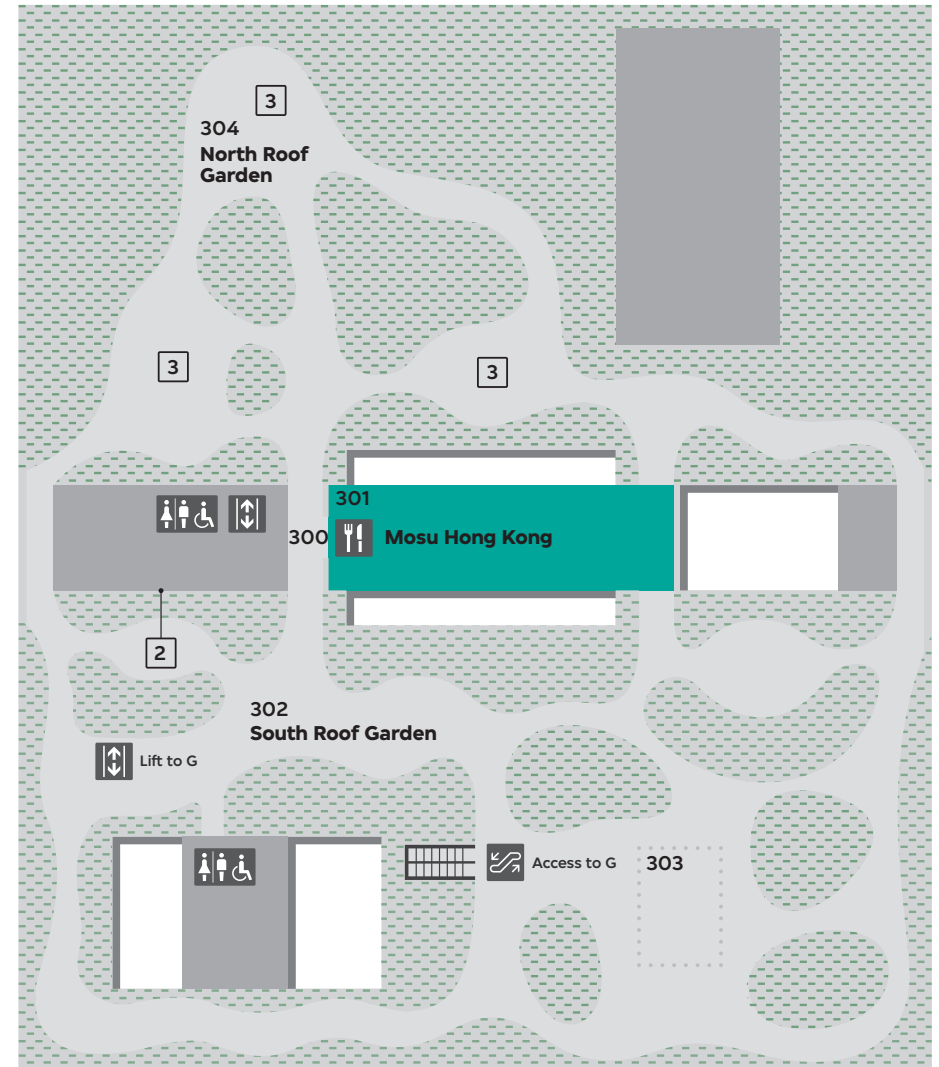 3
304
North Roof
Garden
3
3
301
300
Mosu Hong Kong
2
302
South Roof Garden
Lift to G
Access to G
303